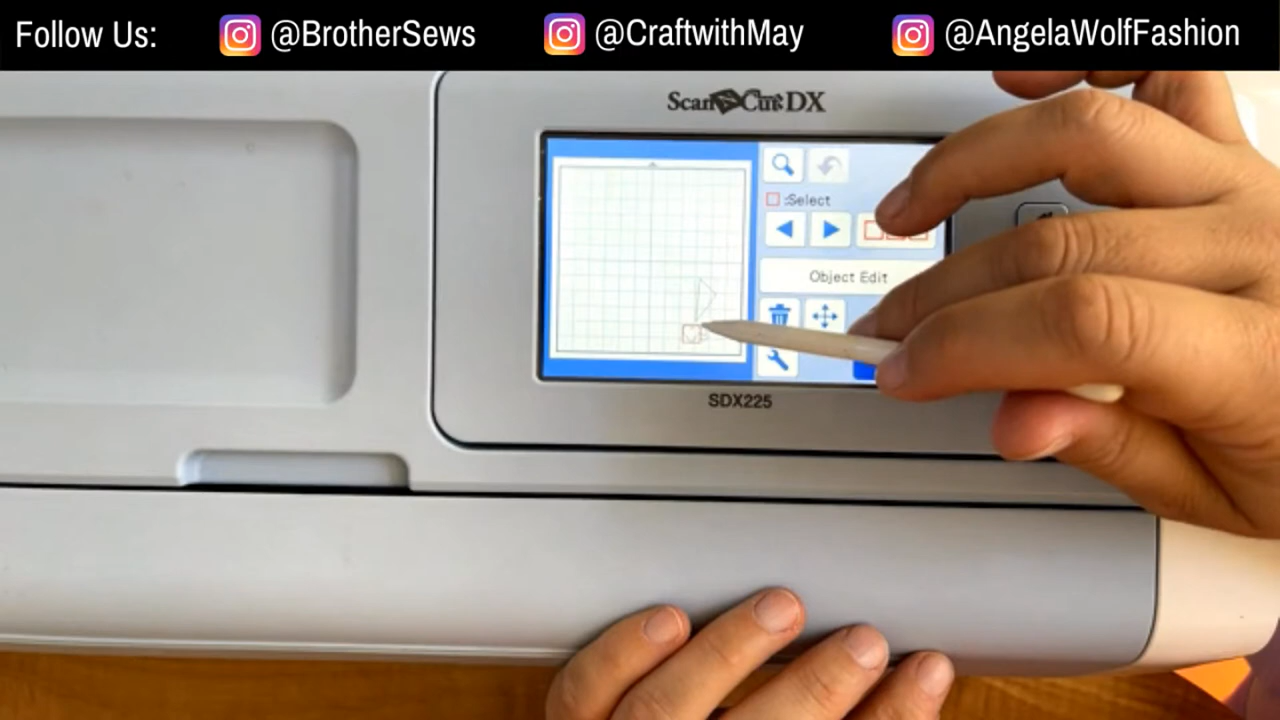 Follow Us: @BrotherSews @CraftwithMay @AngelaWolfFashion
ScanNCut DX
:Select
Object Edit
SDX225